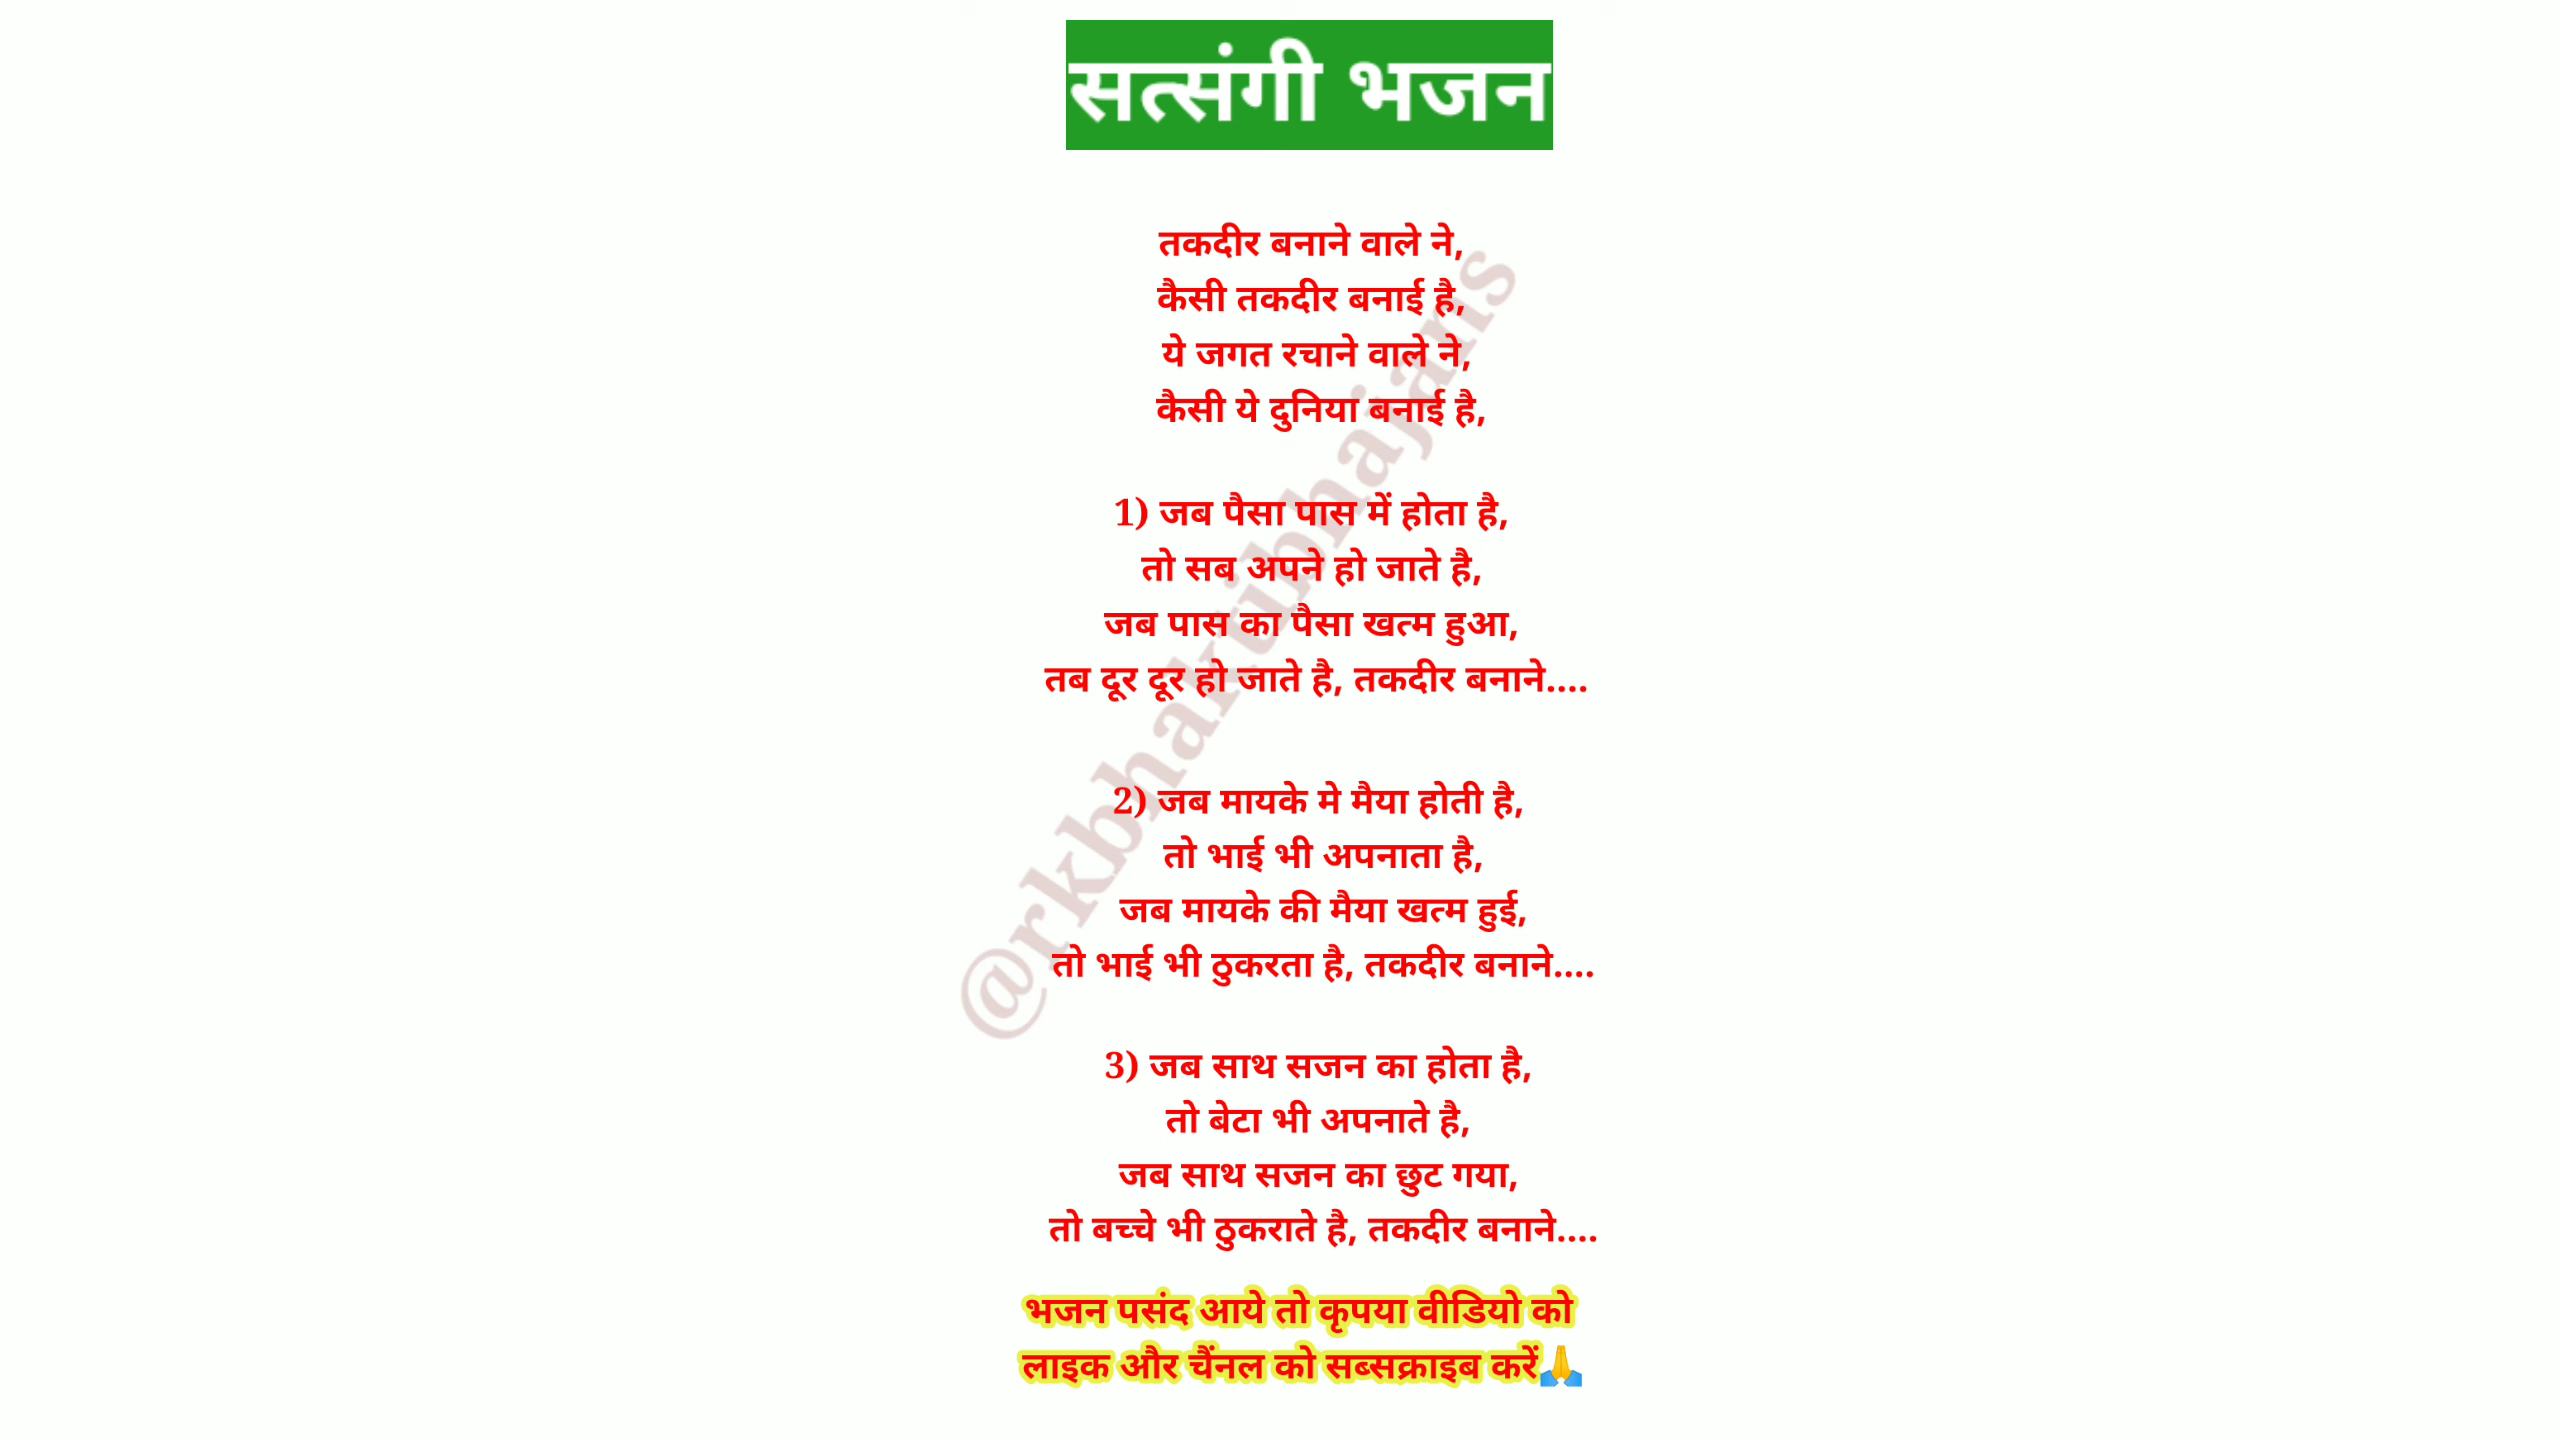 सत्संगी भजन
तकदीर बनाने वाले ने,
कैसी तकदीर बनाई है,
ये जगत रचाने वाले ने,
कैसी ये दुनिया बनाई है,
1) जब पैसा पास में होता है,
तो सब अपने हो जाते है,
जब पास का पैसा खत्म हुआ,
तब दूर दूर हो जाते है, तकदीर बनाने....
2) जब मायके मे मैया होती है,
तो भाई भी अपनाता है,
जब मायके की मैया खत्म हुई,
तो भाई भी ठुकरता है, तकदीर बनाने....
3) जब साथ सजन का होता है,
तो बेटा भी अपनाते है,
जब साथ सजन का छुट गया,
तो बच्चे भी ठुकराते है, तकदीर बनाने....
भजन पसंद आये तो कृपया वीडियो को
लाइक और चैंनल को सब्सक्राइब करें🙏
@rkbhaktibhajans